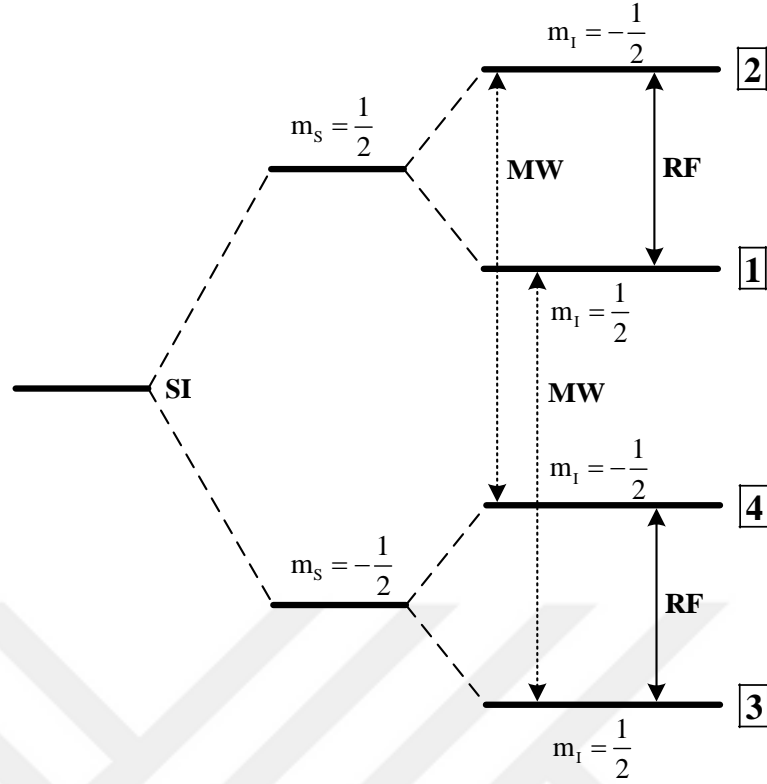 m_I = −1/2
2
m_S = 1/2
MW
RF
1
m_I = 1/2
SI
MW
m_I = −1/2
4
m_S = −1/2
RF
3
m_I = 1/2